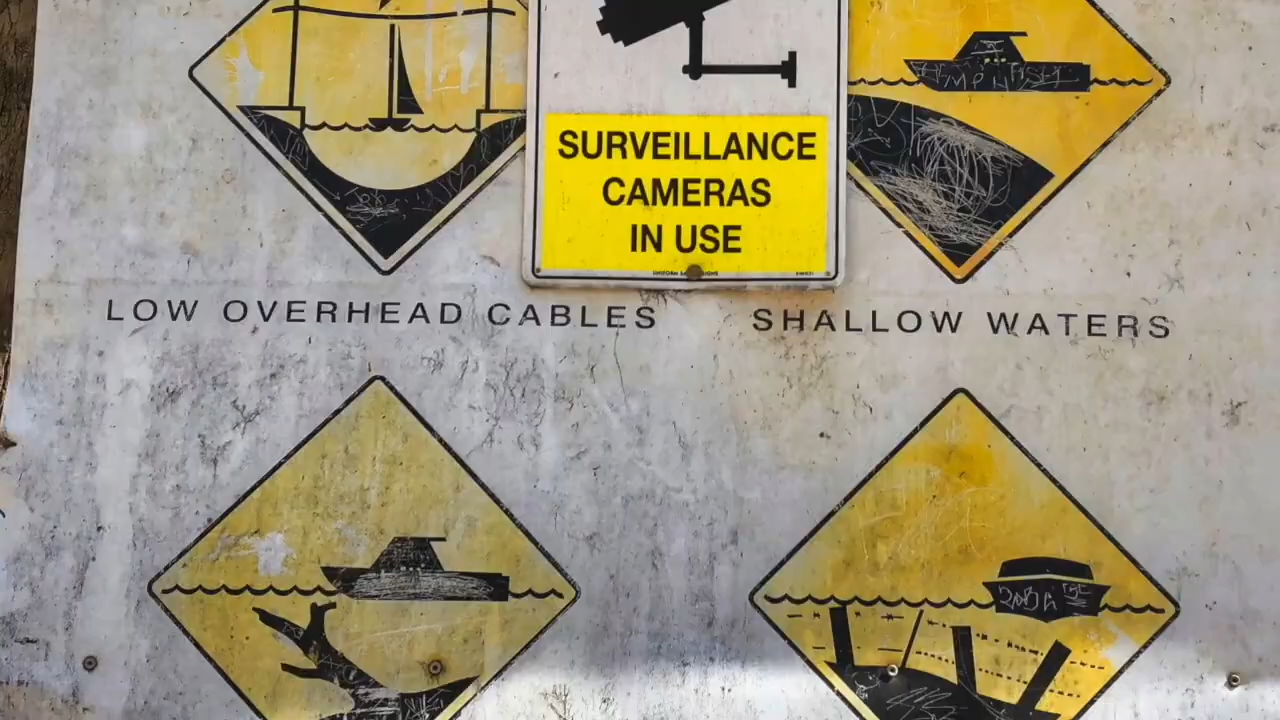 SURVEILLANCE
CAMERAS
IN USE
LOW OVERHEAD CABLES
SHALLOW WATERS